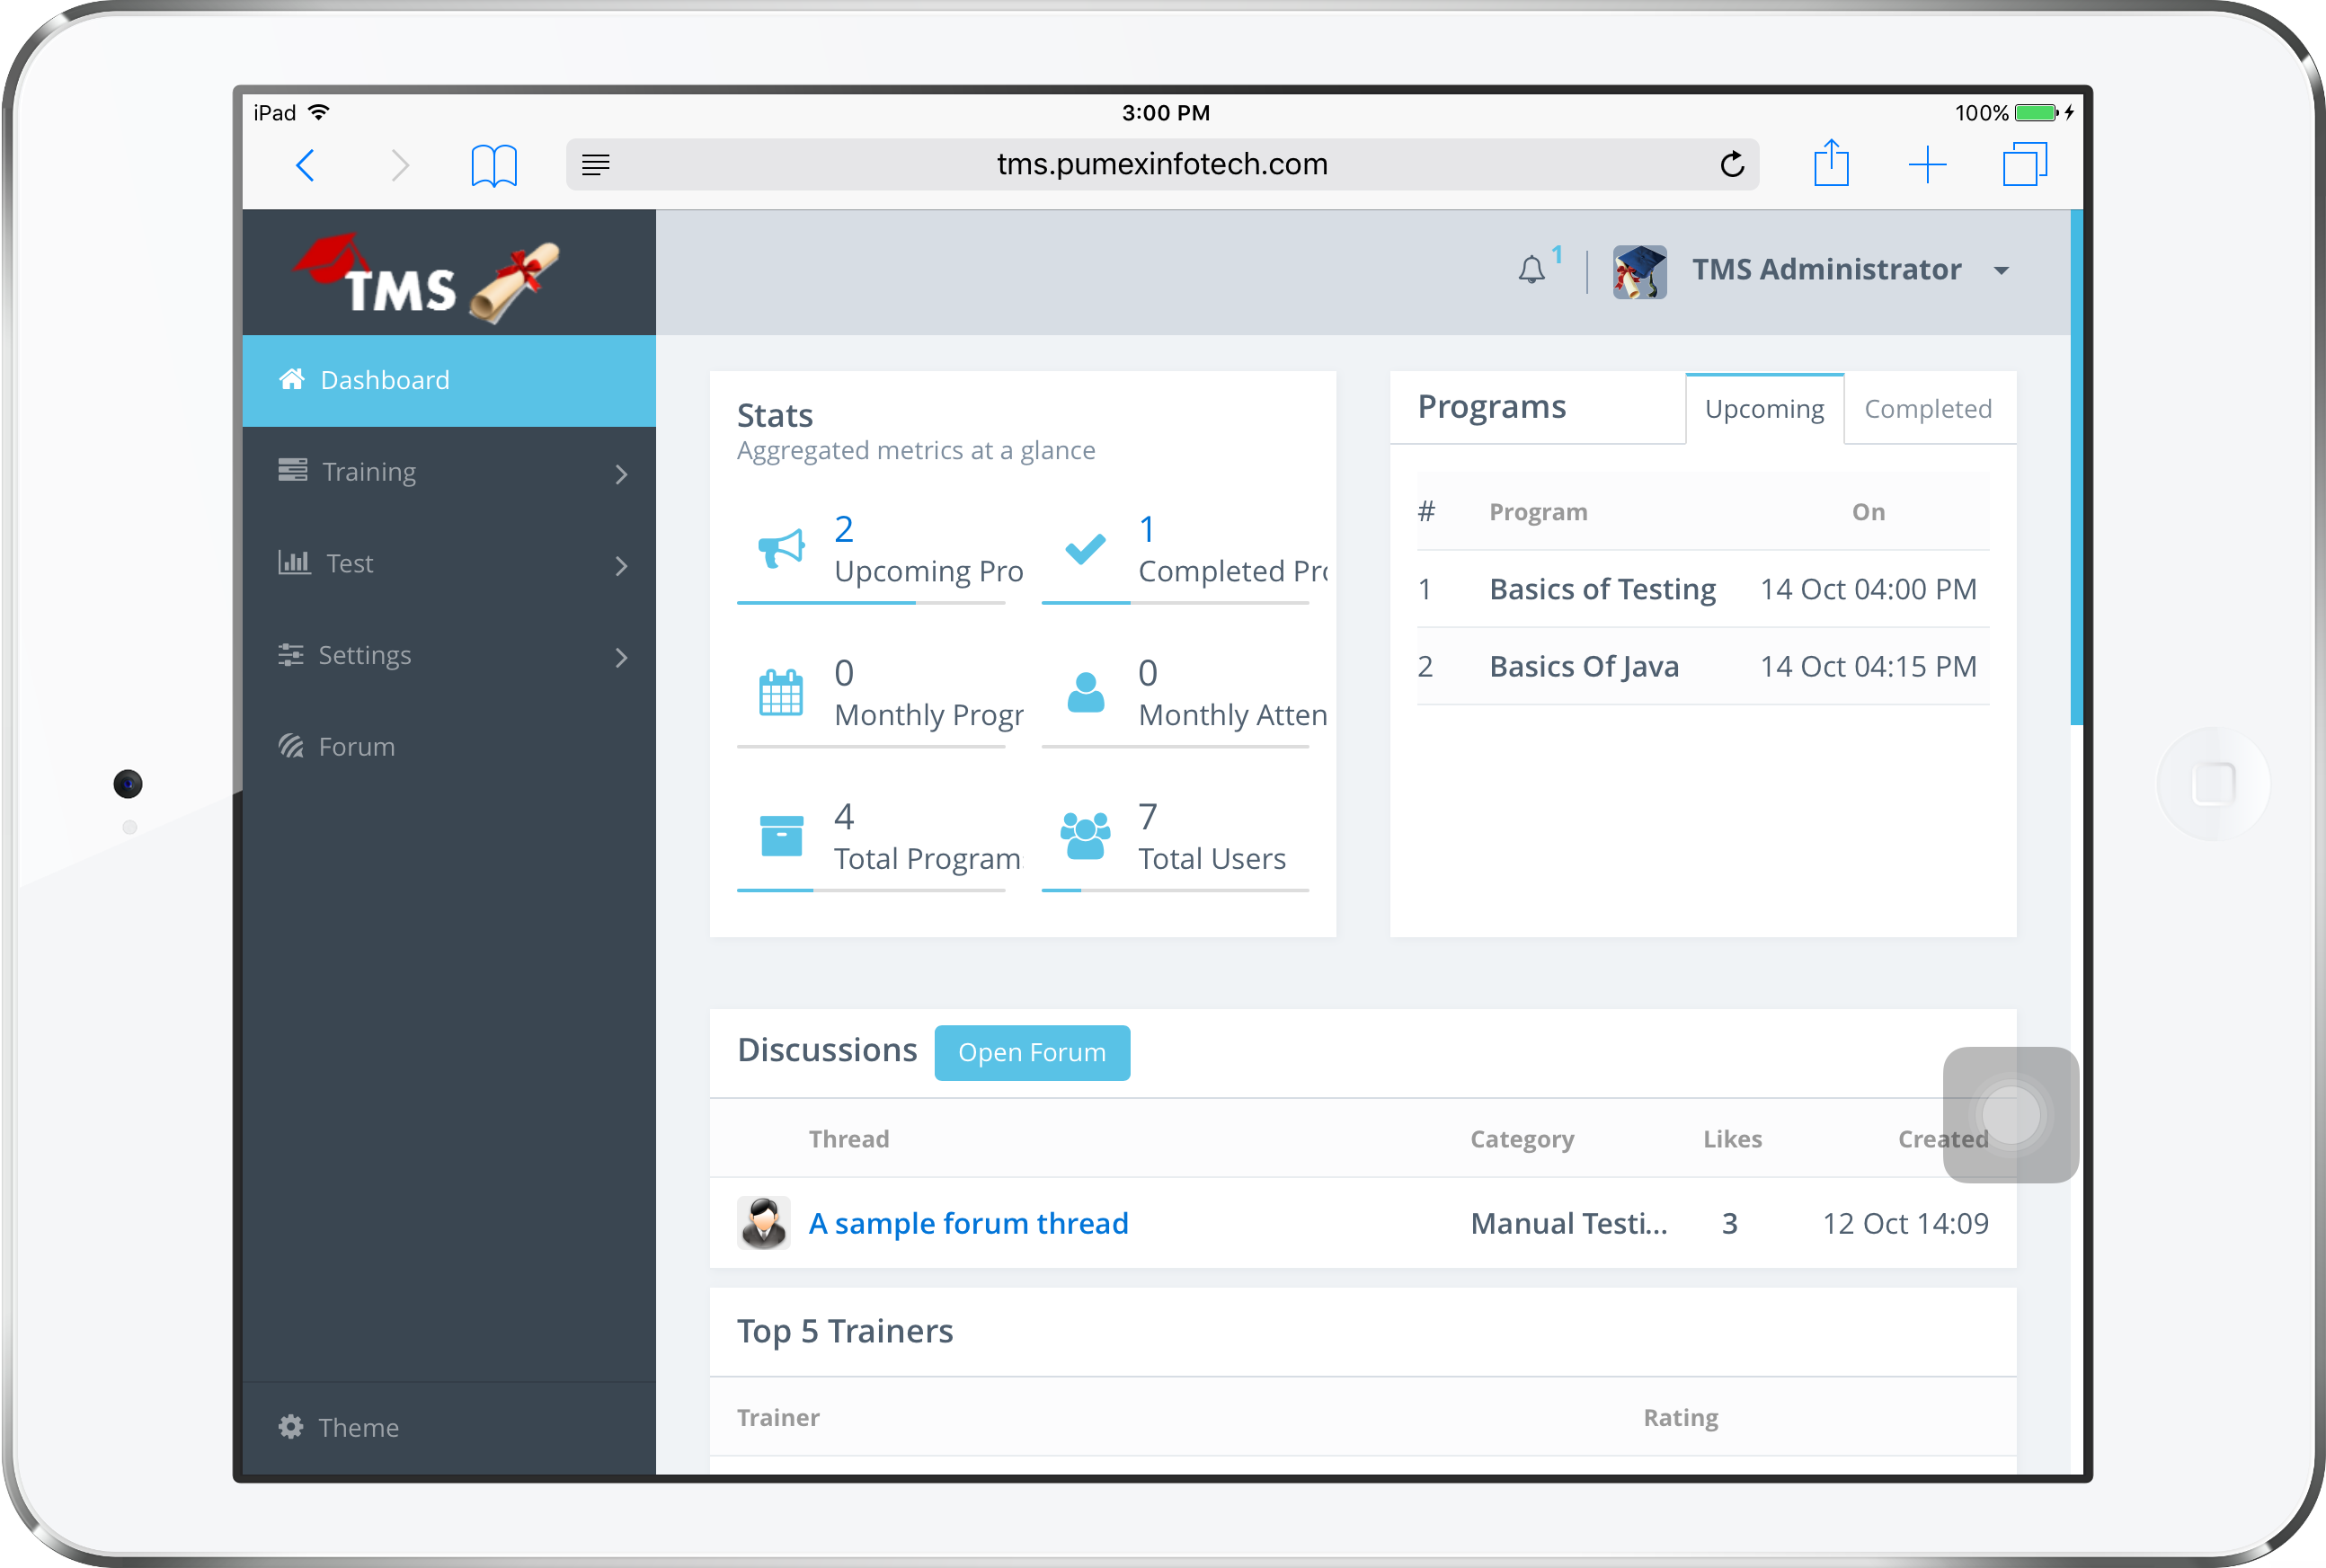 iPad 3:00 PM 100%
tms.pumexinfotech.com
TMS
1 TMS Administrator
Dashboard
Training
Test
Settings
Forum
Theme
Stats
Aggregated metrics at a glance
2
Upcoming Pro
1
Completed Pro
0
Monthly Progr
0
Monthly Atten
4
Total Programs
7
Total Users
Programs Upcoming Completed
# Program On
1 Basics of Testing 14 Oct 04:00 PM
2 Basics Of Java 14 Oct 04:15 PM
Discussions Open Forum
Thread Category Likes Created
A sample forum thread Manual Testi... 3 12 Oct 14:09
Top 5 Trainers
Trainer Rating